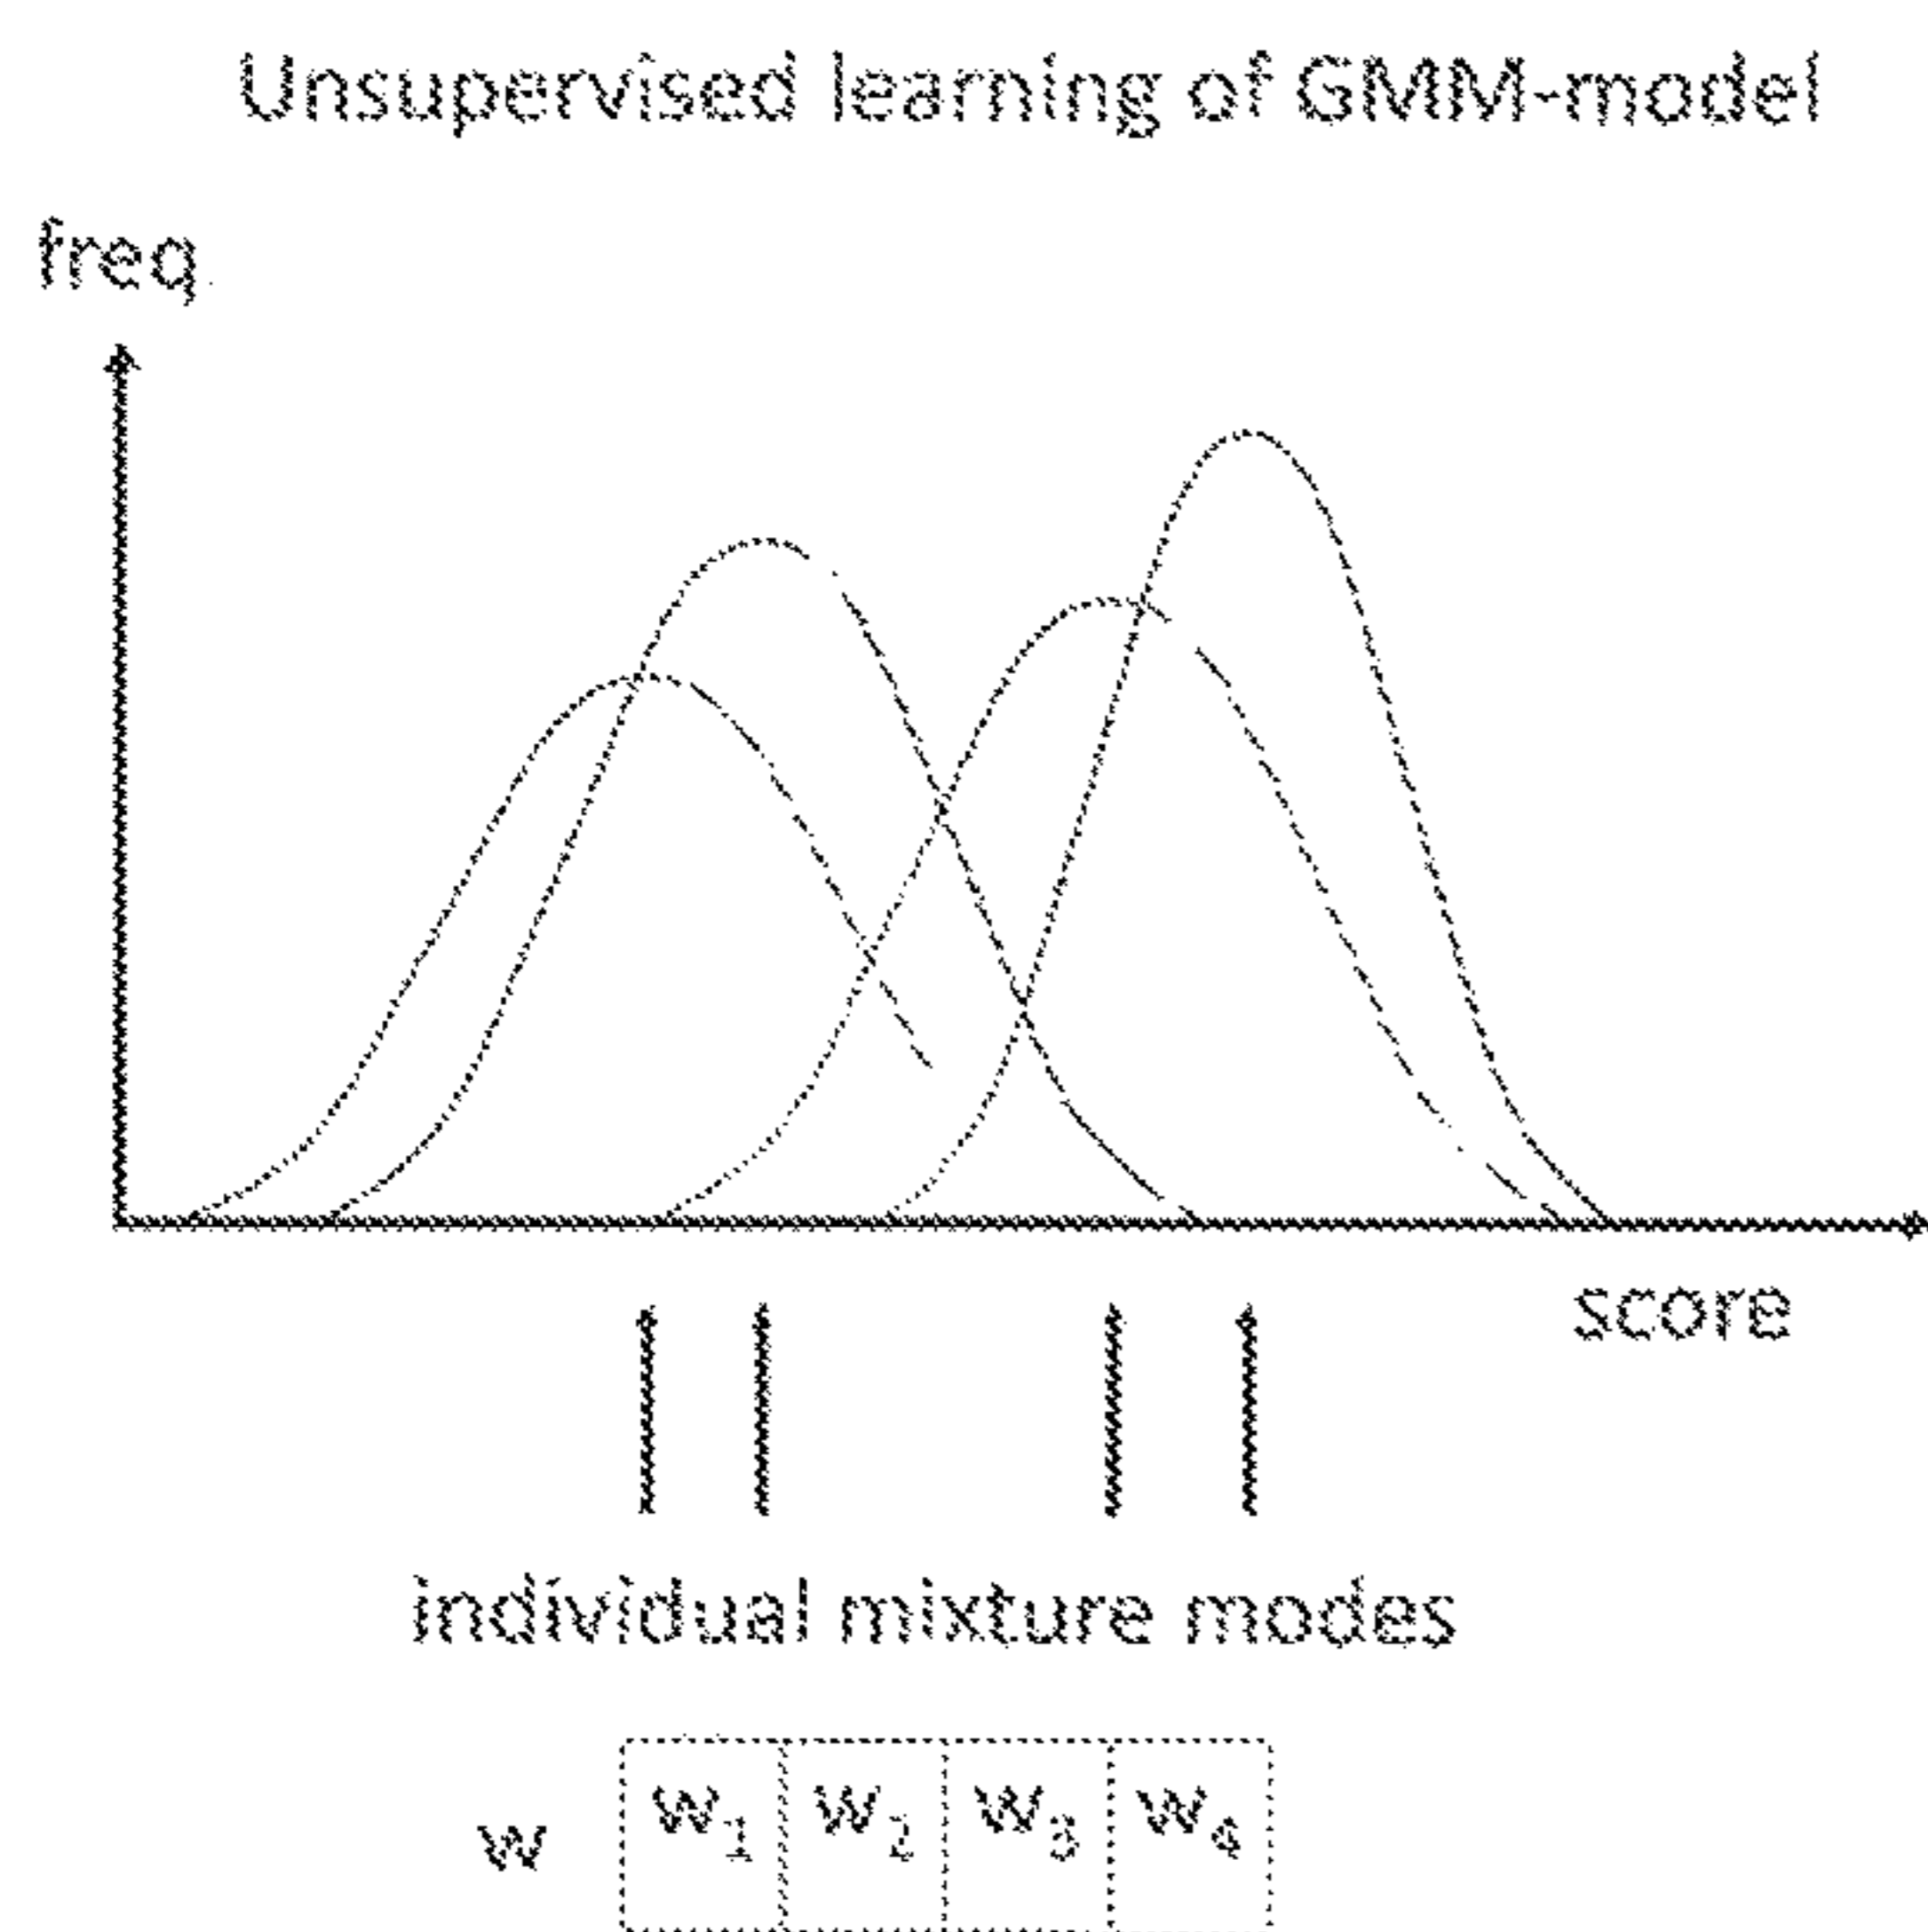 Unsupervised learning of GMM-model
freq.
score
individual mixture modes
w w₁ w₂ w₃ w₄